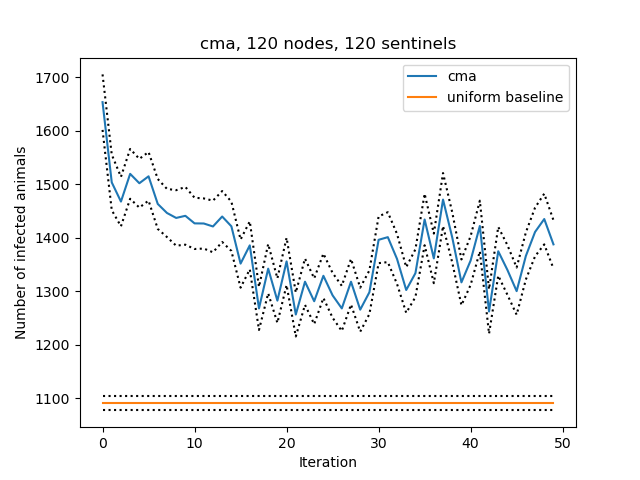 cma, 120 nodes, 120 sentinels
cma
uniform baseline
Number of infected animals
1700
1600
1500
1400
1300
1200
1100
0 10 20 30 40 50
Iteration